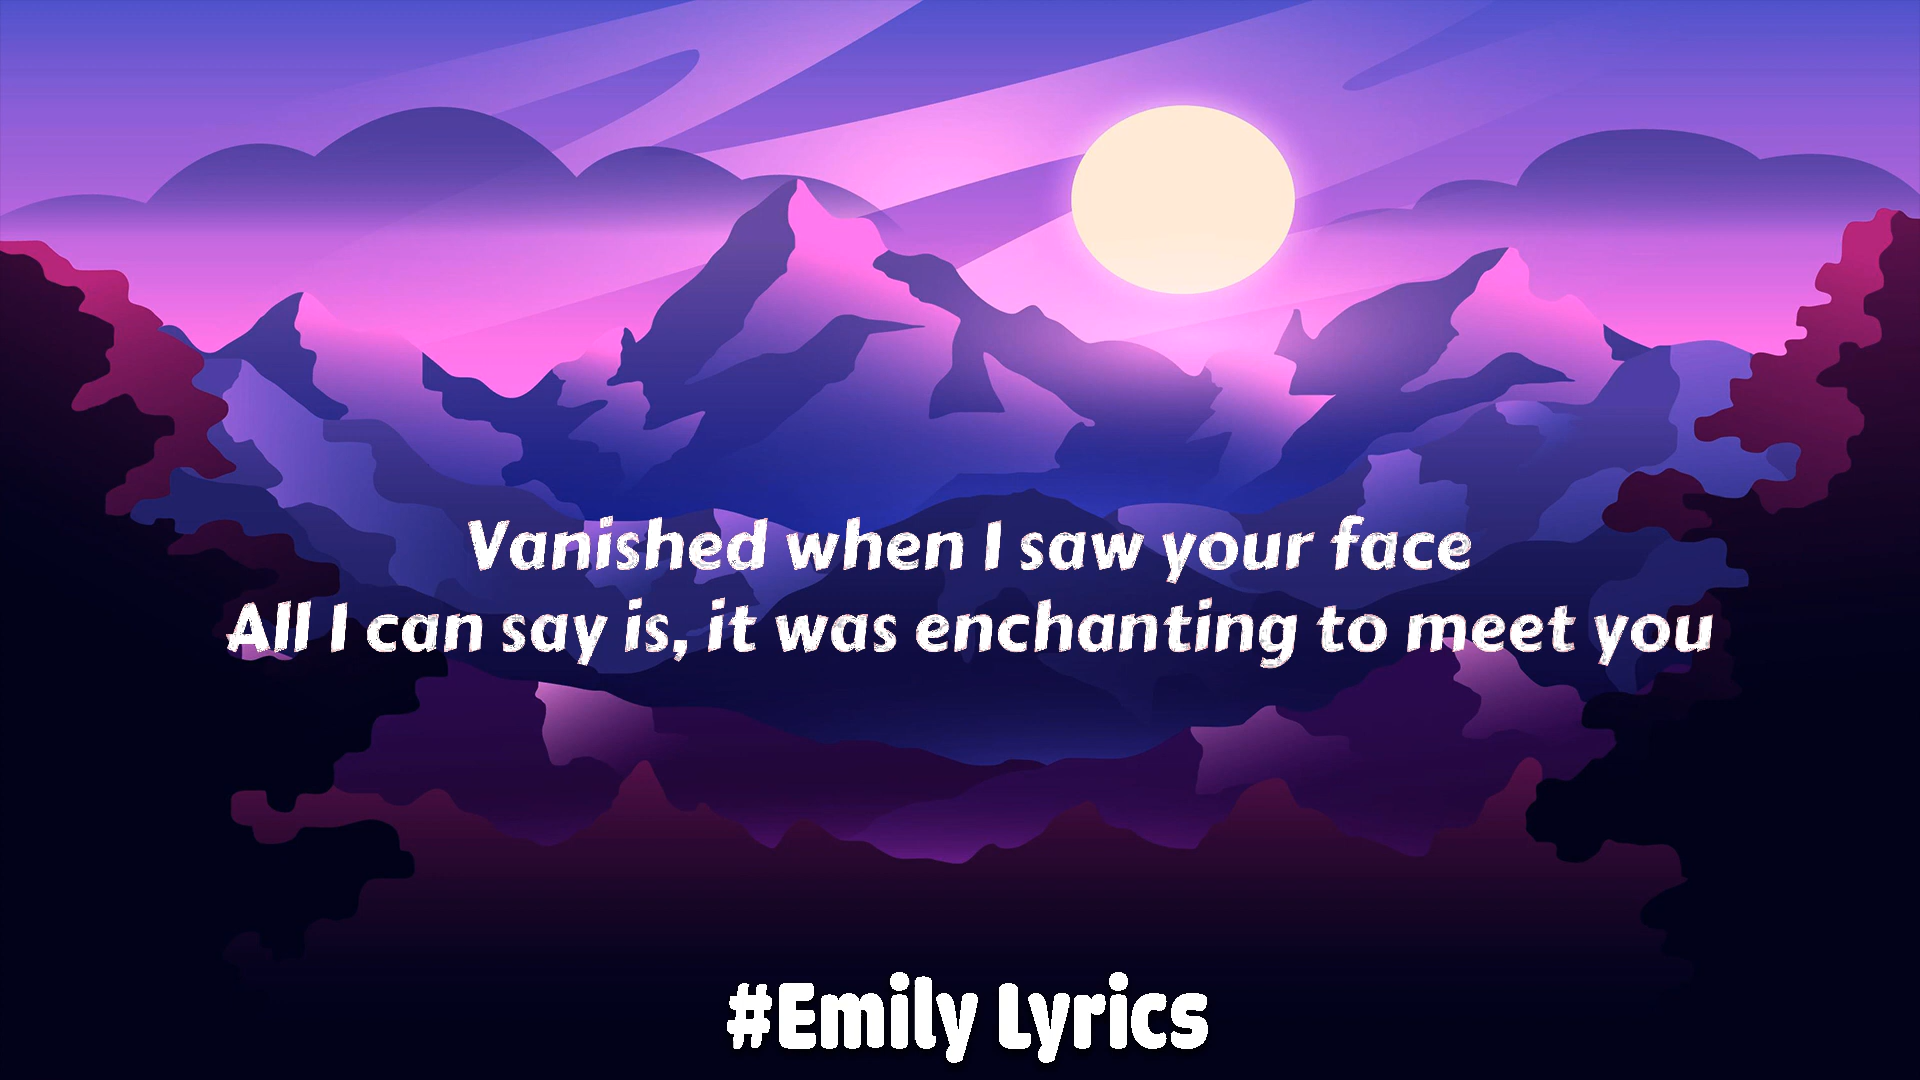 Vanished when I saw your face
All I can say is, it was enchanting to meet you
#Emily Lyrics